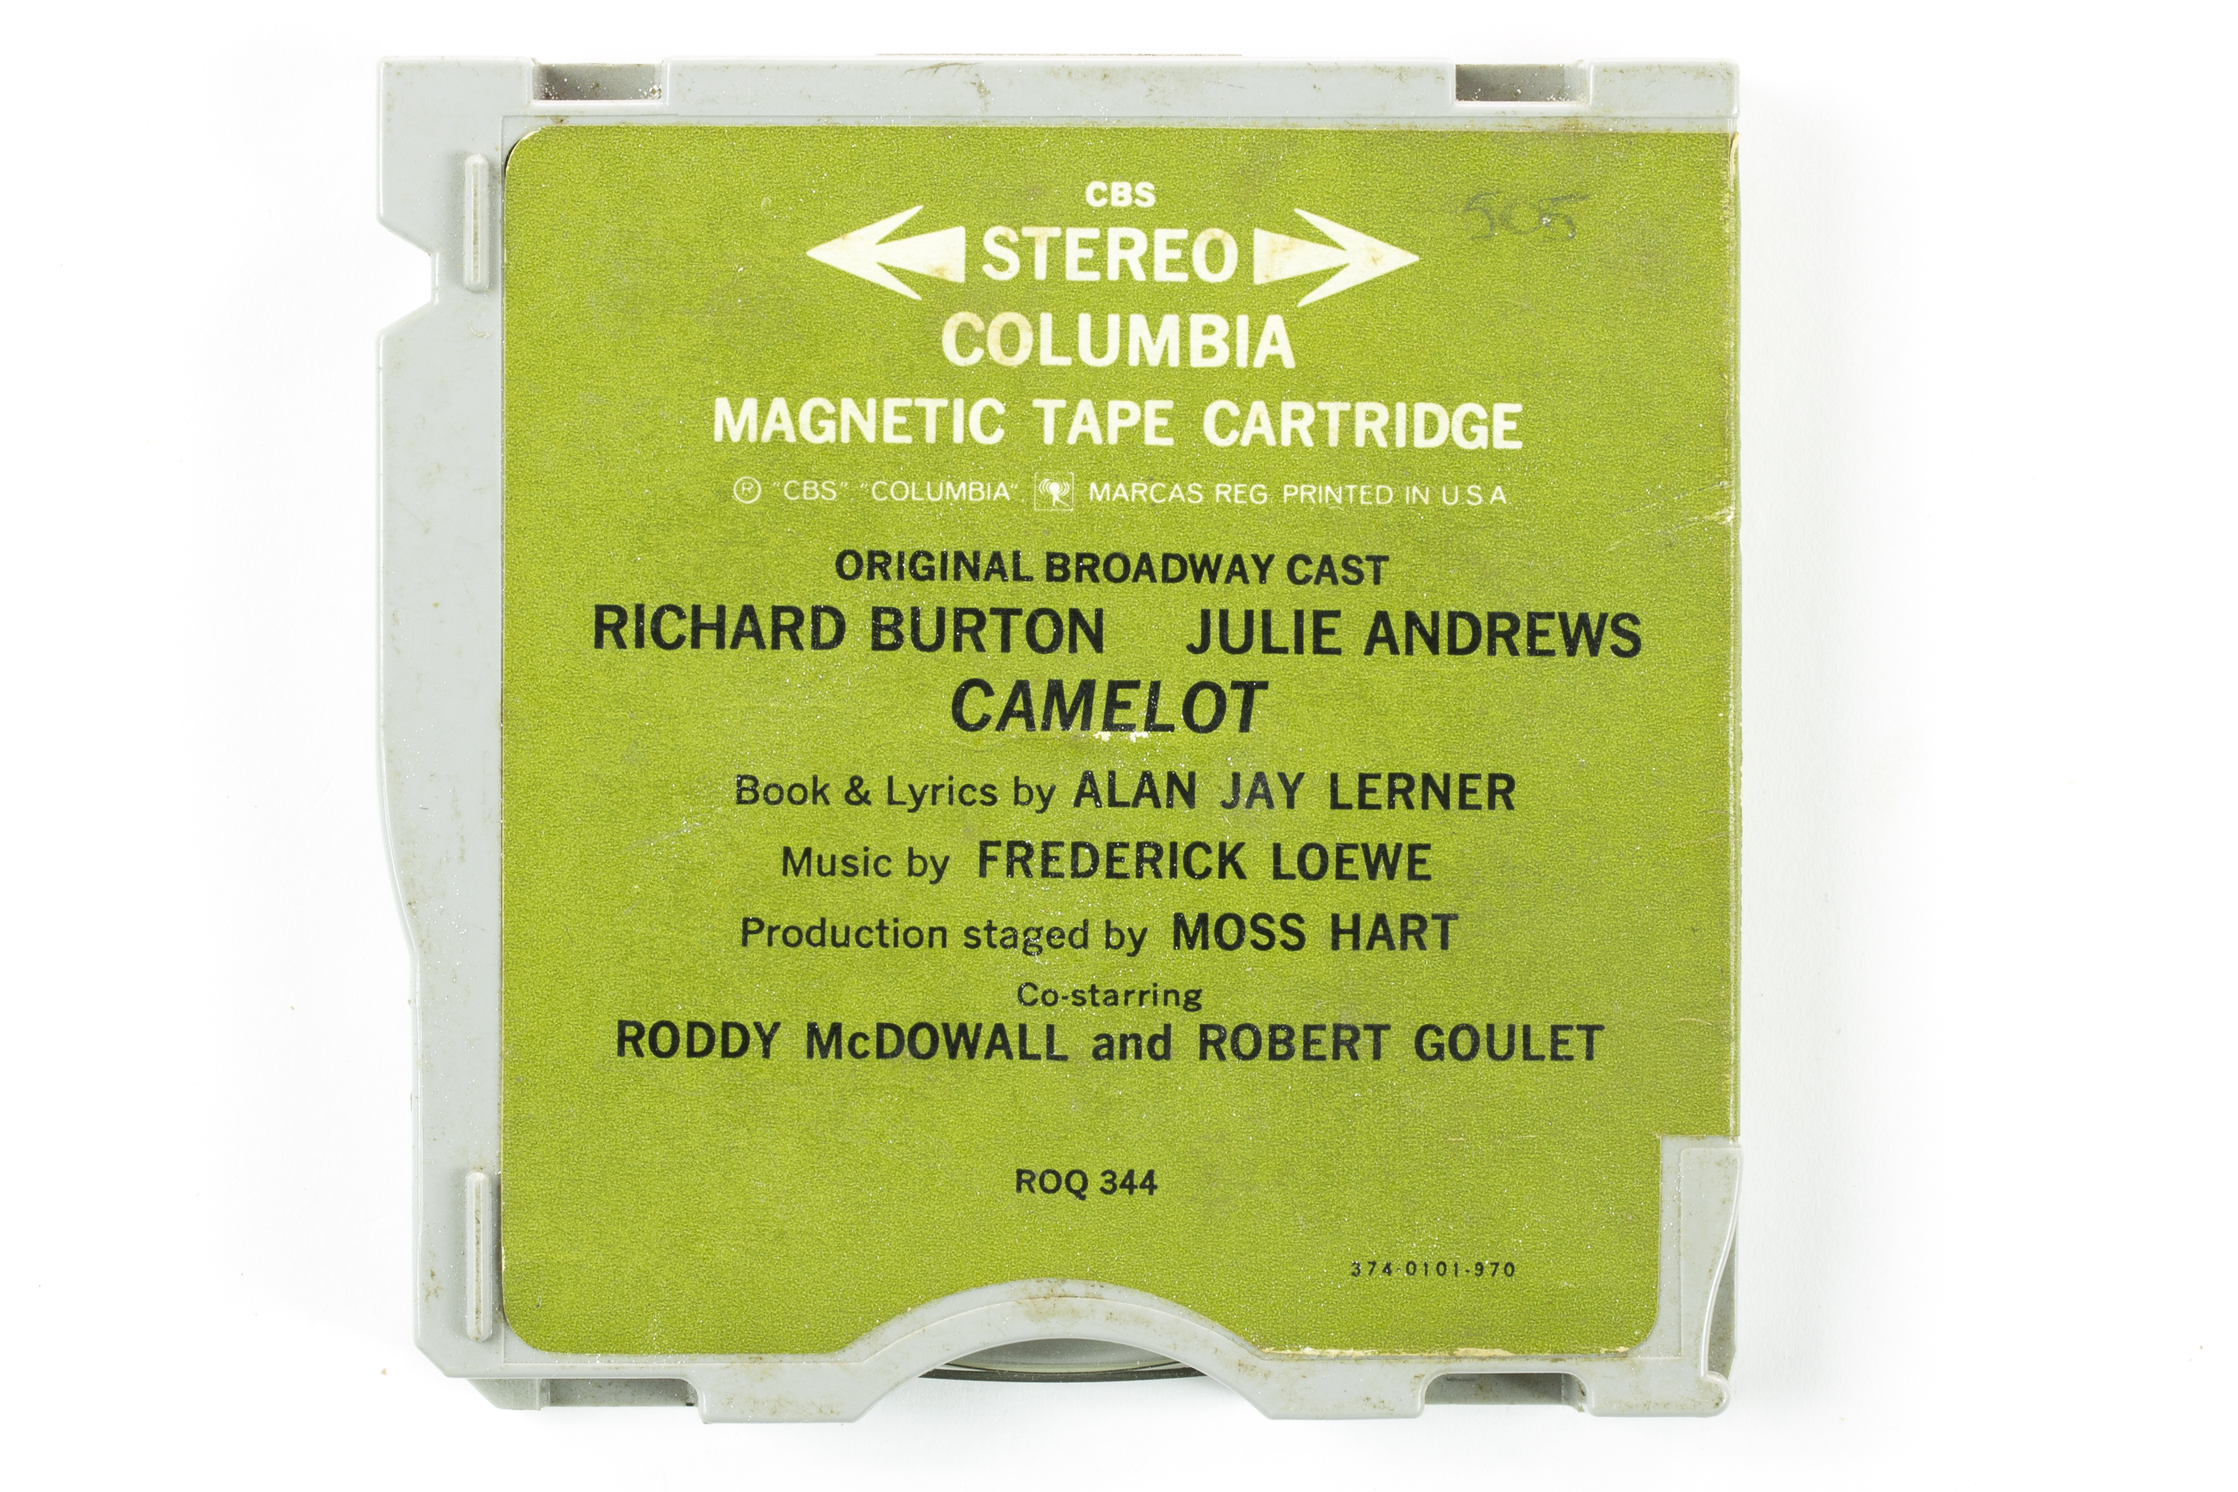 CBS
STEREO
COLUMBIA
MAGNETIC TAPE CARTRIDGE
Ⓡ "CBS" "COLUMBIA". MARCAS REG PRINTED IN U.S.A
ORIGINAL BROADWAY CAST
RICHARD BURTON JULIE ANDREWS
CAMELOT
Book & Lyrics by ALAN JAY LERNER
Music by FREDERICK LOEWE
Production staged by MOSS HART
Co-starring
RODDY McDOWALL and ROBERT GOULET
ROQ 344
374-0101-970